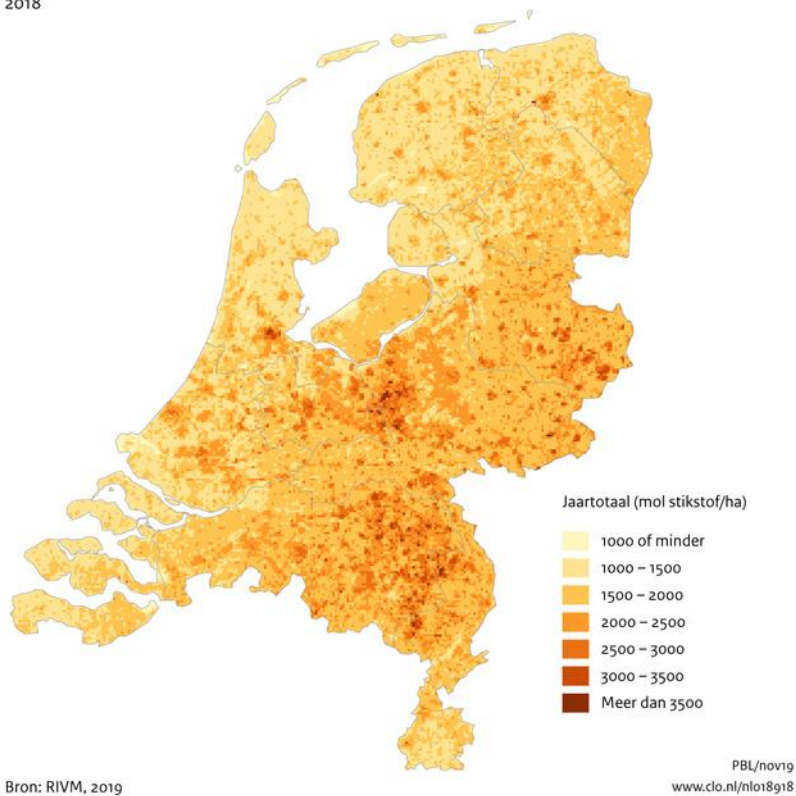 2018
Jaartotaal (mol stikstof/ha)
1000 of minder
1000 – 1500
1500 – 2000
2000 – 2500
2500 – 3000
3000 – 3500
Meer dan 3500
PBL/nov19
Bron: RIVM, 2019
www.clo.nl/nl018918